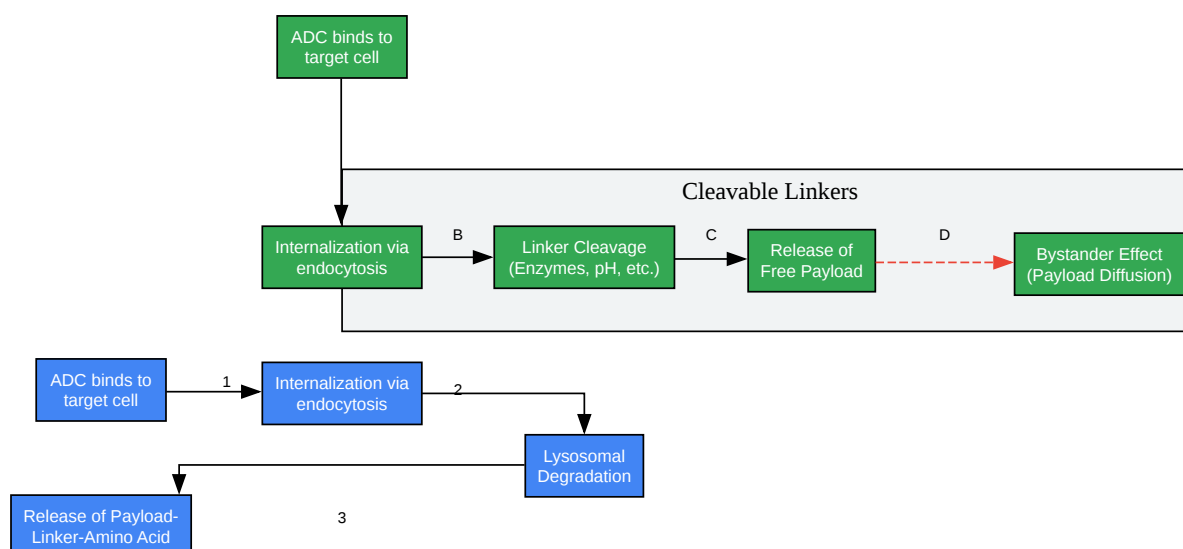 ADC binds to
target cell
Cleavable Linkers
Internalization via
endocytosis
B
Linker Cleavage
(Enzymes, pH, etc.)
C
Release of
Free Payload
D
Bystander Effect
(Payload Diffusion)
ADC binds to
target cell
1
Internalization via
endocytosis
2
Lysosomal
Degradation
Release of Payload-
Linker-Amino Acid
3